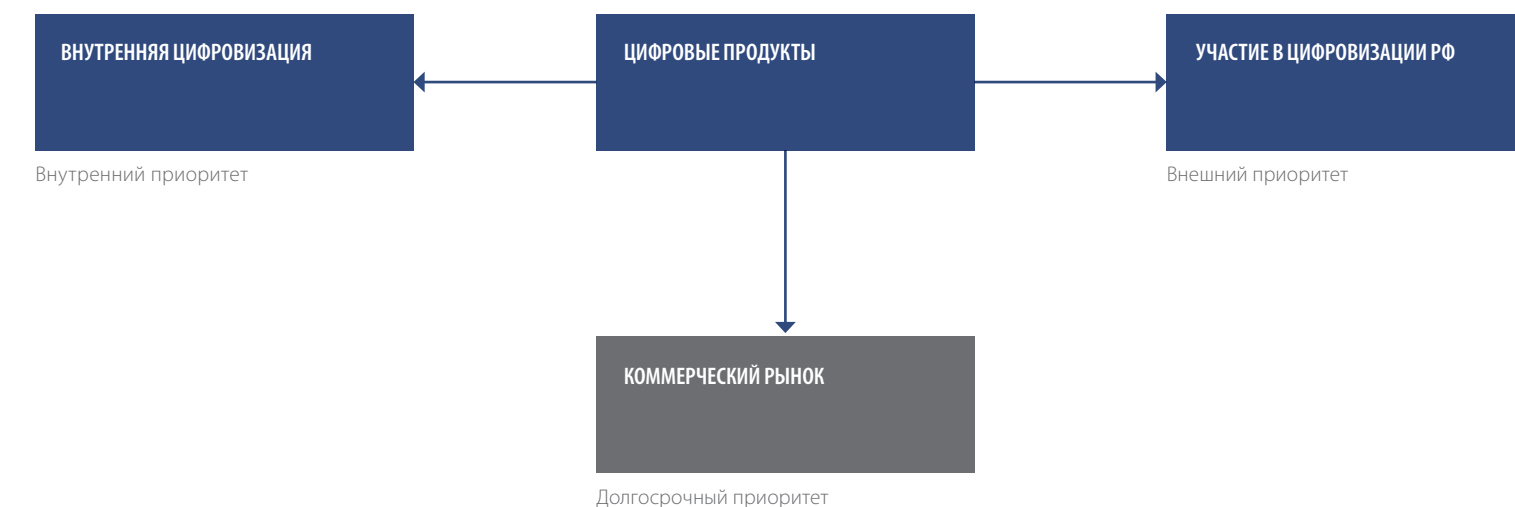 ВНУТРЕННЯЯ ЦИФРОВИЗАЦИЯ
ЦИФРОВЫЕ ПРОДУКТЫ
УЧАСТИЕ В ЦИФРОВИЗАЦИИ РФ
Внутренний приоритет
Внешний приоритет
КОММЕРЧЕСКИЙ РЫНОК
Долгосрочный приоритет